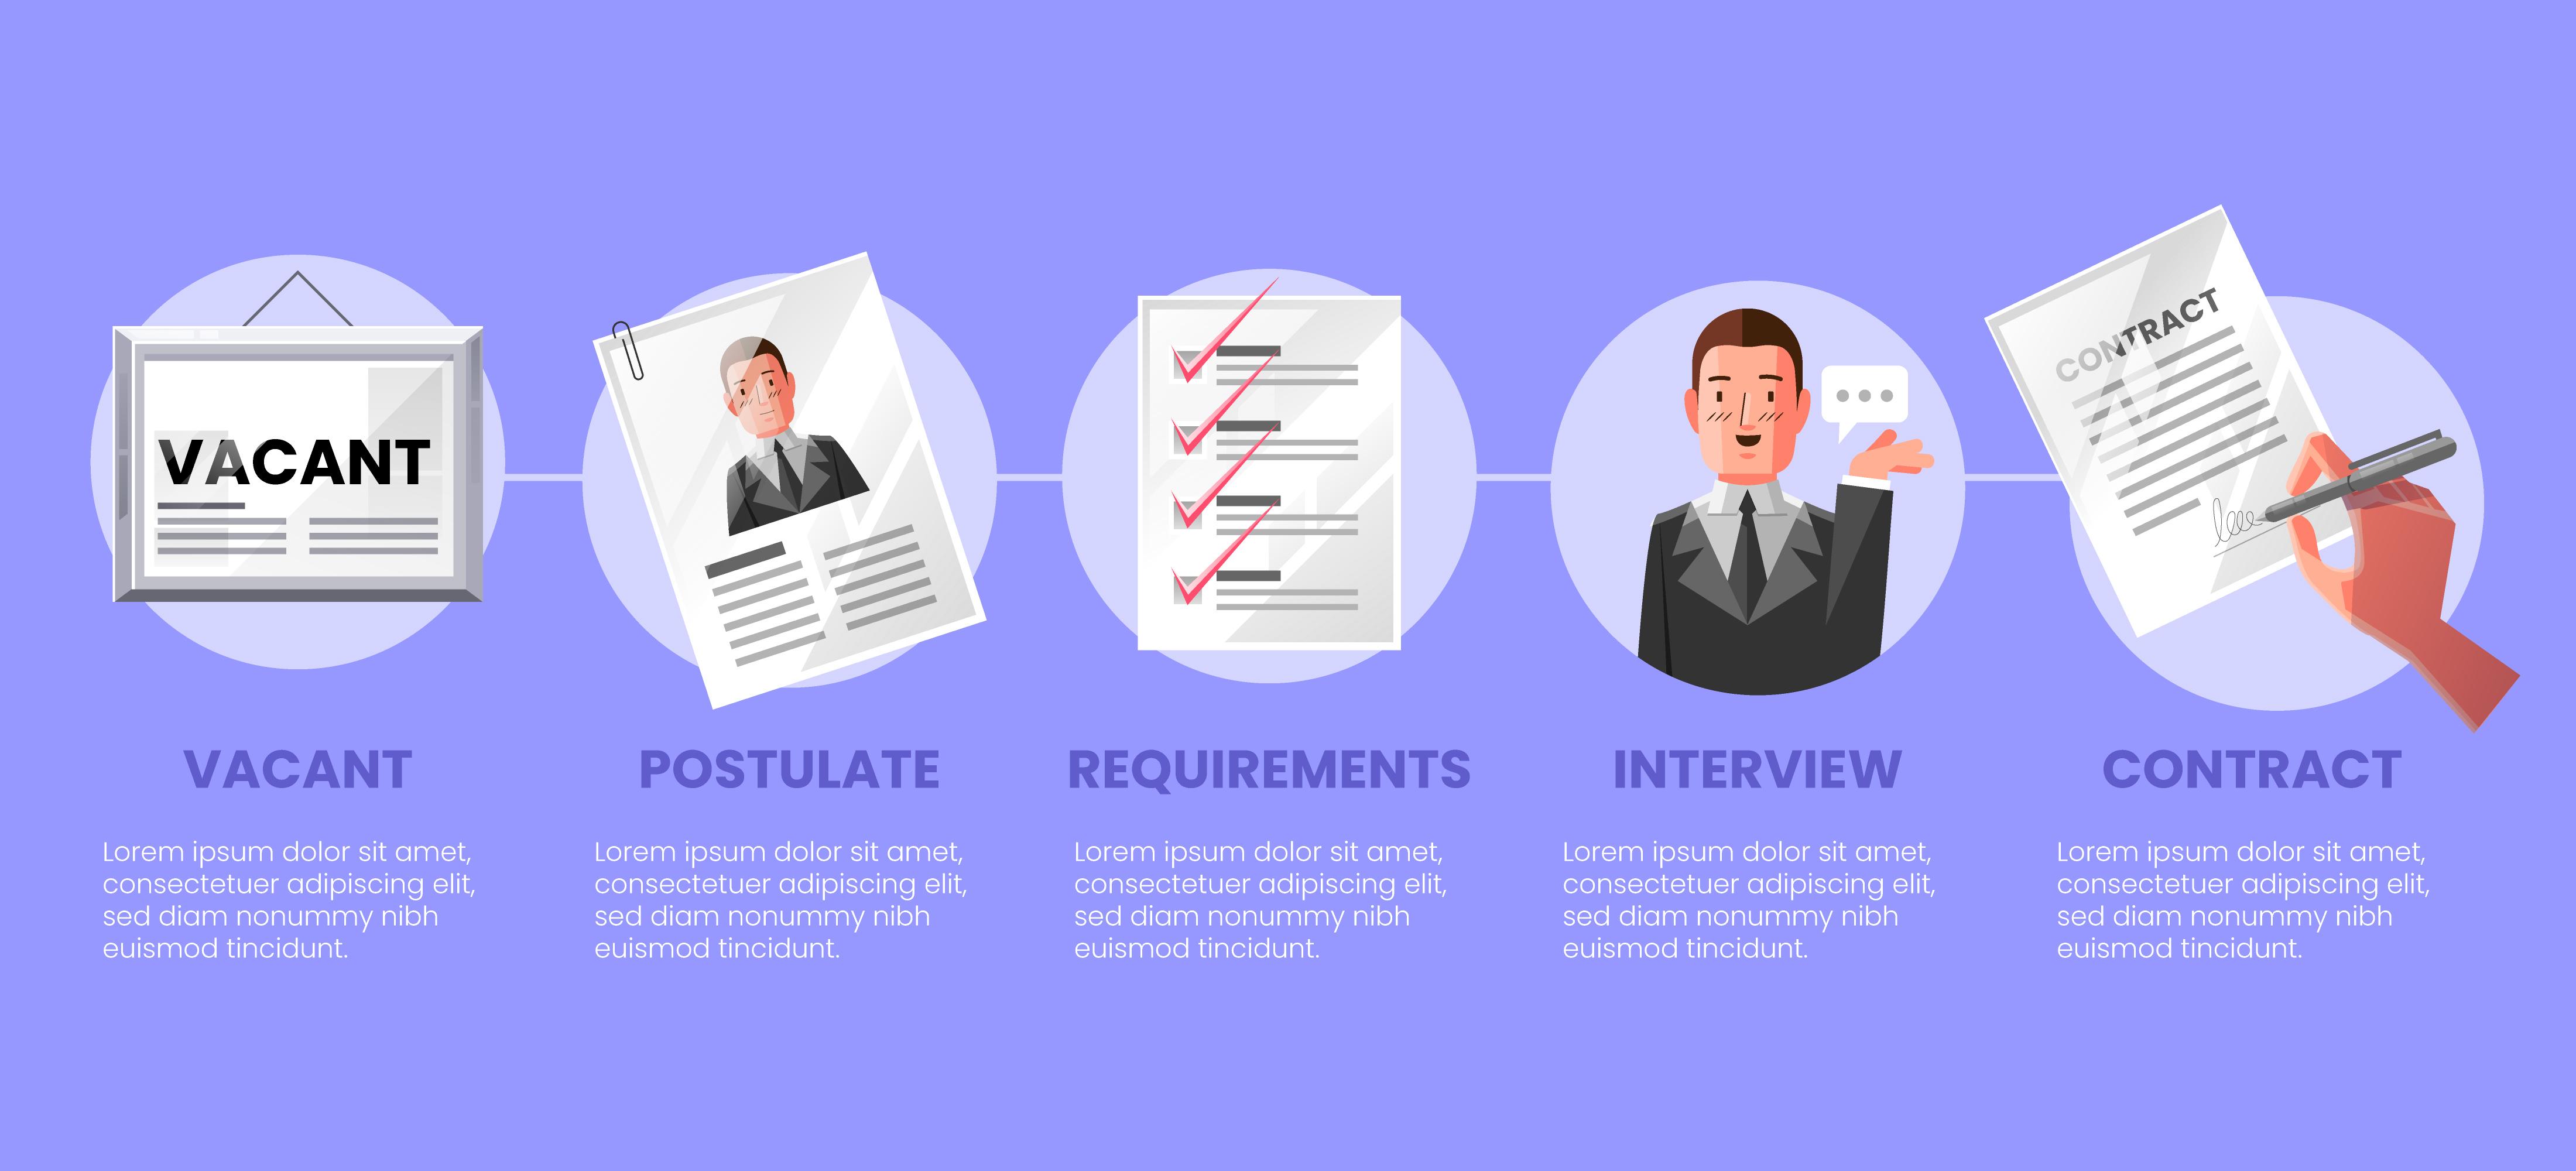 VACANT
CONTRACT
VACANT
POSTULATE
REQUIREMENTS
INTERVIEW
CONTRACT
Lorem ipsum dolor sit amet,
consectetuer adipiscing elit,
sed diam nonummy nibh
euismod tincidunt.
Lorem ipsum dolor sit amet,
consectetuer adipiscing elit,
sed diam nonummy nibh
euismod tincidunt.
Lorem ipsum dolor sit amet,
consectetuer adipiscing elit,
sed diam nonummy nibh
euismod tincidunt.
Lorem ipsum dolor sit amet,
consectetuer adipiscing elit,
sed diam nonummy nibh
euismod tincidunt.
Lorem ipsum dolor sit amet,
consectetuer adipiscing elit,
sed diam nonummy nibh
euismod tincidunt.